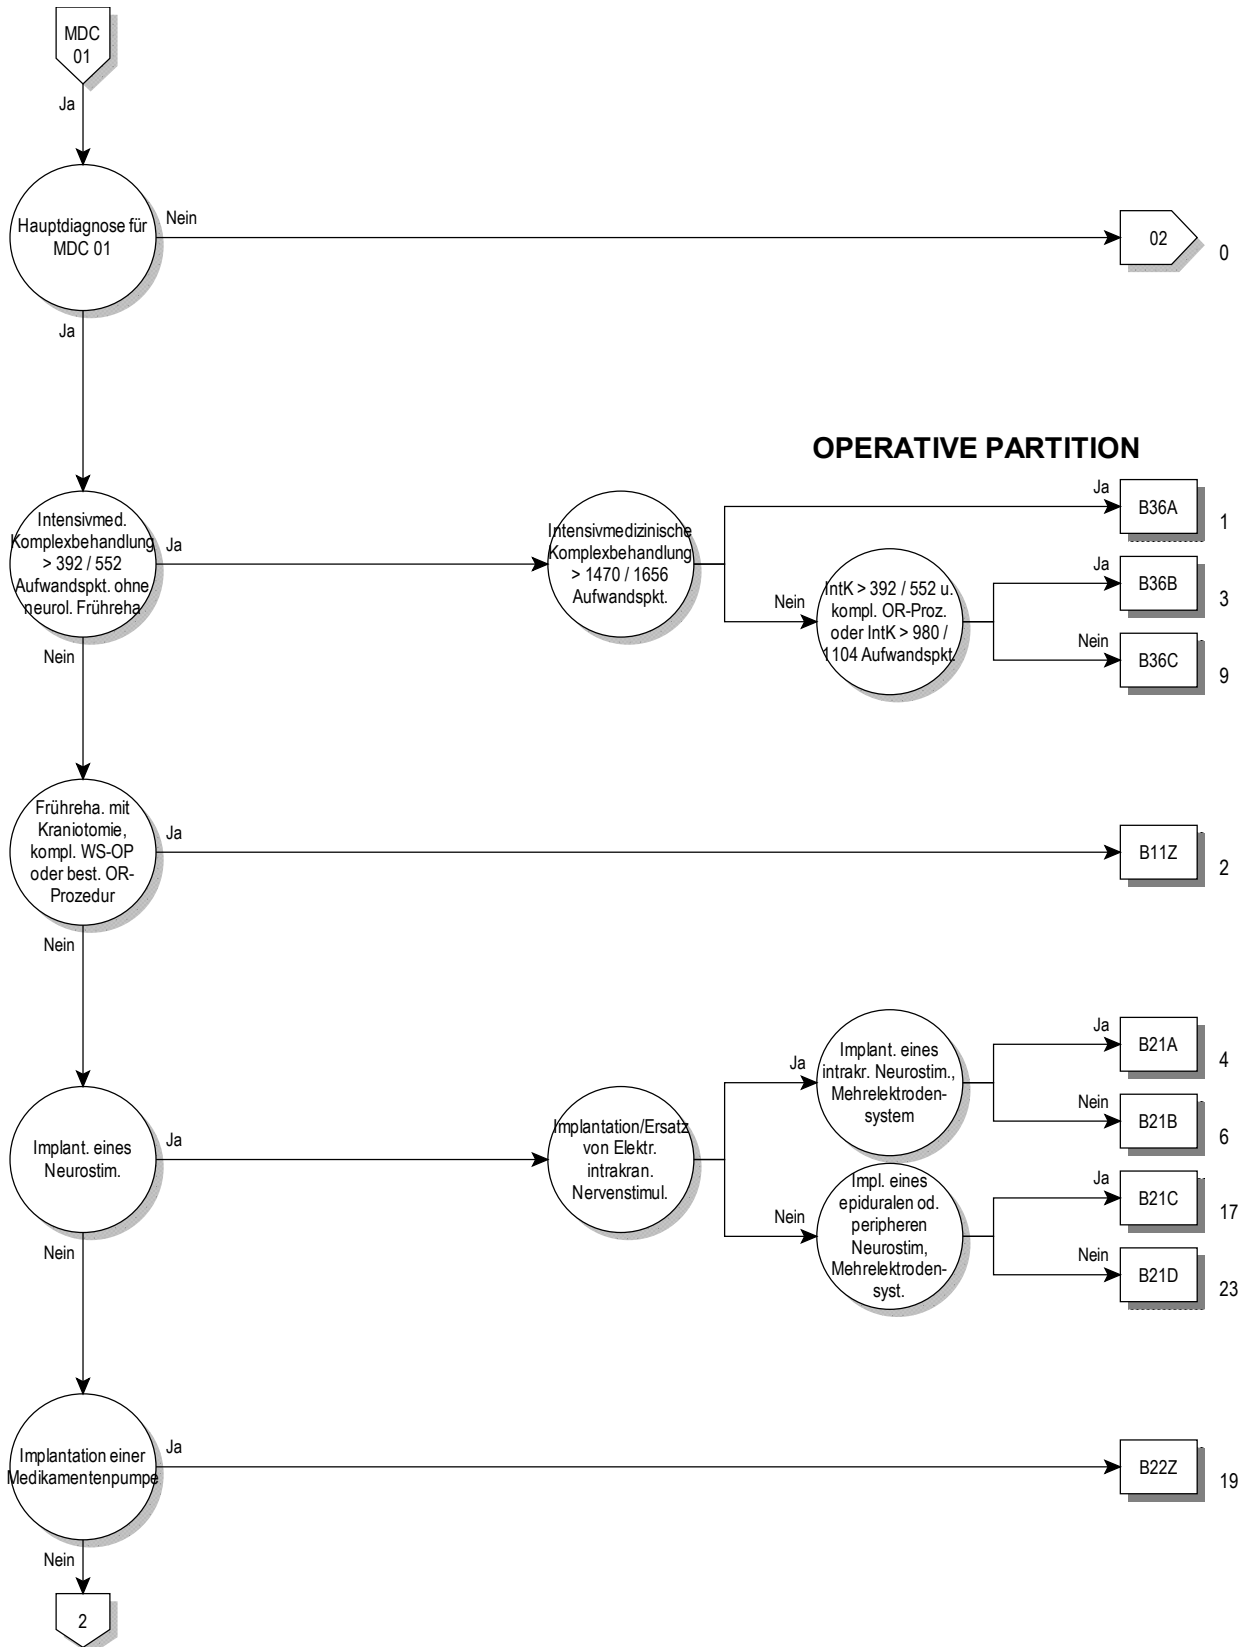 MDC
01
Ja
Hauptdiagnose für
MDC 01
Nein
02
0
Ja
OPERATIVE PARTITION
Intensivmed.
Komplexbehandlung
> 392 / 552
Aufwandspkt. ohne
neurol. Frühreha
Ja
Intensivmedizinische
Komplexbehandlung
> 1470 / 1656
Aufwandspkt.
Ja
B36A
1
Nein
IntK > 392 / 552 u.
kompl. OR-Proz.
oder IntK > 980 /
1104 Aufwandspkt.
Ja
B36B
3
Nein
B36C
9
Nein
Frühreha. mit
Kraniotomie,
kompl. WS-OP
oder best. OR-
Prozedur
Ja
B11Z
2
Nein
Implant. eines
Neurostim.
Ja
Implantation/Ersatz
von Elektr.
intrakran.
Nervenstimul.
Ja
Implant. eines
intrakr. Neurostim.,
Mehrelektroden-
system
Ja
B21A
4
Nein
B21B
6
Nein
Impl. eines
epiduralen od.
peripheren
Neurostim,
Mehrelektroden-
syst.
Ja
B21C
17
Nein
B21D
23
Nein
Implantation einer
Medikamentenpumpe
Ja
B22Z
19
Nein
2